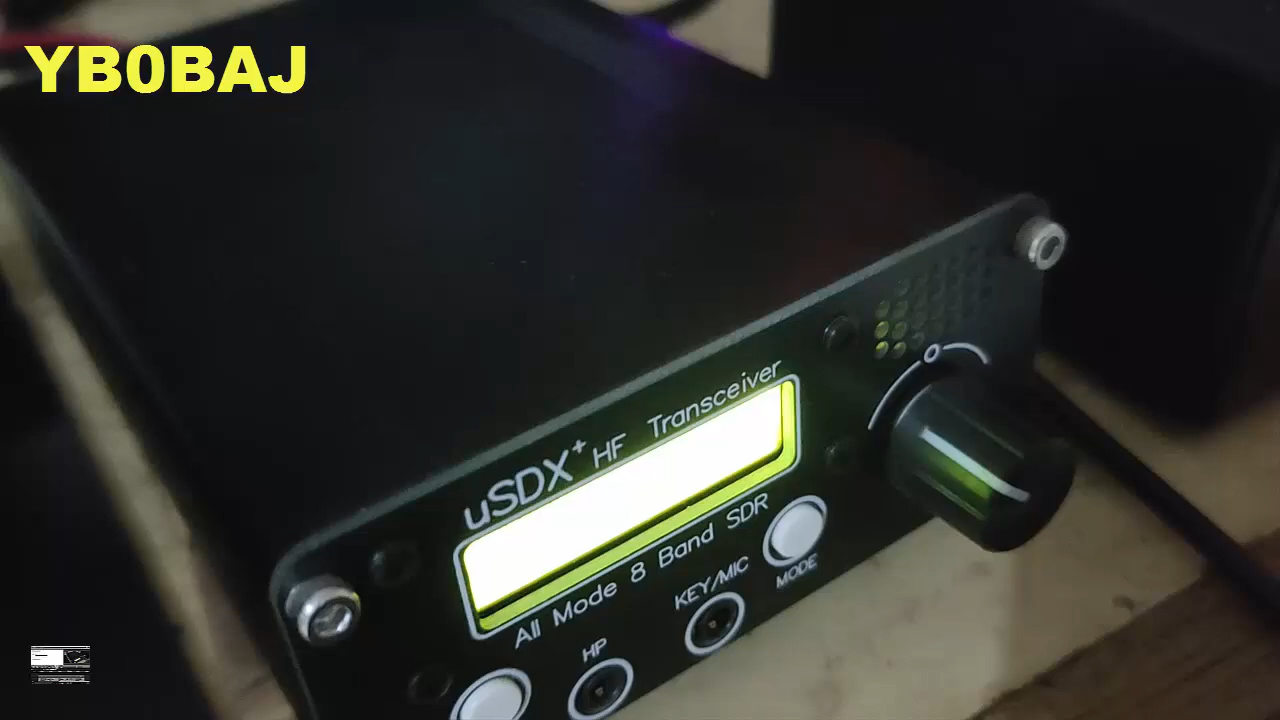 YB0BAJ
uSDX+ HF Transceiver
All Mode 8 Band SDR
KEY/MIC
MODE
HP